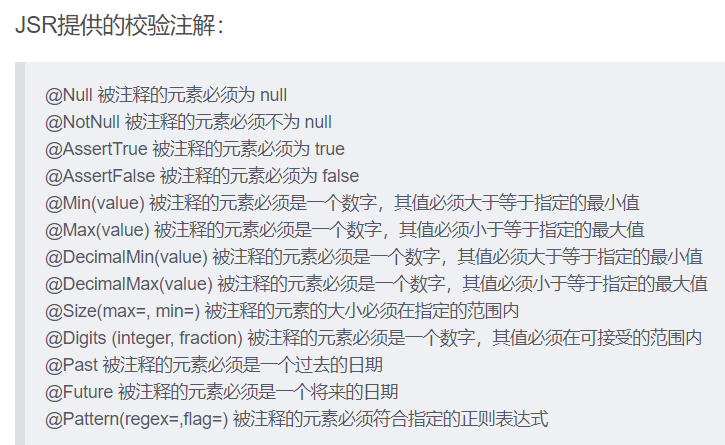 JSR提供的校验注解：
@Null 被注释的元素必须为 null
@NotNull 被注释的元素必须不为 null
@AssertTrue 被注释的元素必须为 true
@AssertFalse 被注释的元素必须为 false
@Min(value) 被注释的元素必须是一个数字，其值必须大于等于指定的最小值
@Max(value) 被注释的元素必须是一个数字，其值必须小于等于指定的最大值
@DecimalMin(value) 被注释的元素必须是一个数字，其值必须大于等于指定的最小值
@DecimalMax(value) 被注释的元素必须是一个数字，其值必须小于等于指定的最大值
@Size(max=, min=) 被注释的元素的大小必须在指定的范围内
@Digits (integer, fraction) 被注释的元素必须是一个数字，其值必须在可接受的范围内
@Past 被注释的元素必须是一个过去的日期
@Future 被注释的元素必须是一个将来的日期
@Pattern(regex=,flag=) 被注释的元素必须符合指定的正则表达式